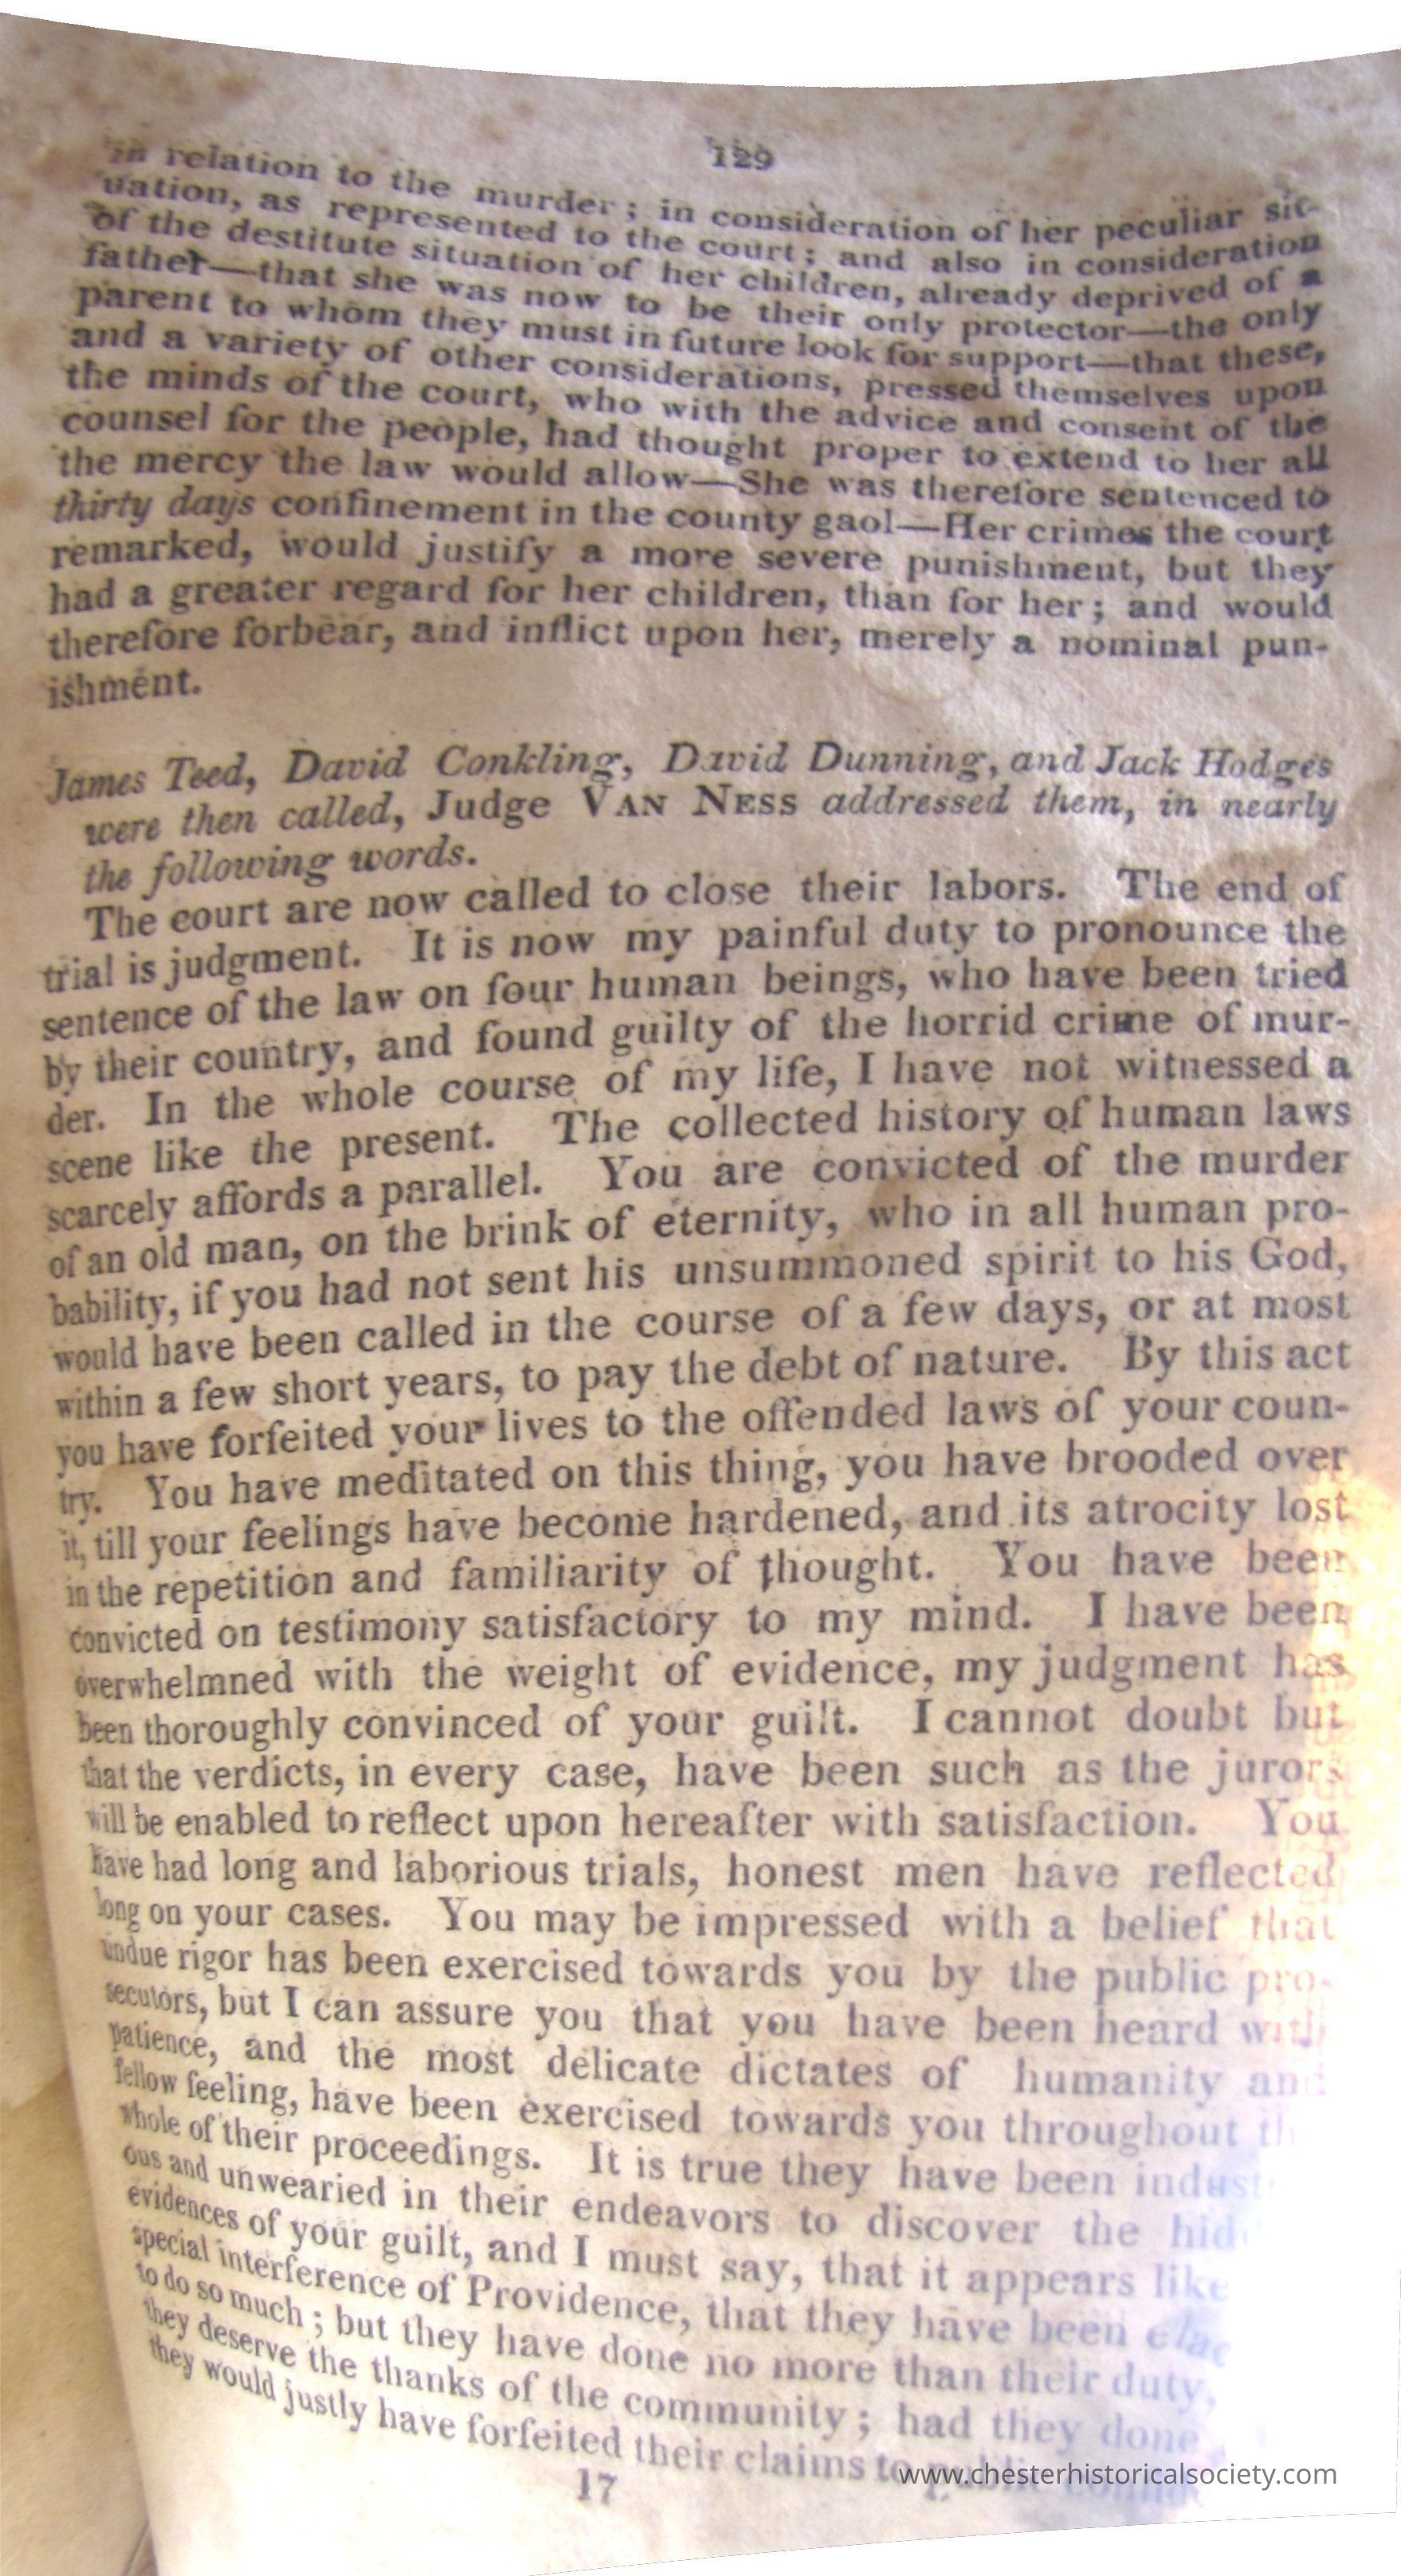 129
in relation to the murder; in consideration of her peculiar sit-
uation, as represented to the court; and also in consideration
of the destitute situation of her children, already deprived of a
father—that she was now to be their only protector—the only
parent to whom they must in future look for support—that these,
and a variety of other considerations, pressed themselves upon
the minds of the court, who with the advice and consent of the
counsel for the people, had thought proper to extend to her all
the mercy the law would allow—She was therefore sentenced to
thirty days confinement in the county gaol—Her crimes the court
remarked, would justify a more severe punishment, but they
had a greater regard for her children, than for her; and would
therefore forbear, and inflict upon her, merely a nominal pun-
ishment.
James Teed, David Conkling, David Dunning, and Jack Hodges
were then called, Judge VAN NESS addressed them, in nearly
the following words.
The court are now called to close their labors. The end of
trial is judgment. It is now my painful duty to pronounce the
sentence of the law on four human beings, who have been tried
by their country, and found guilty of the horrid crime of mur-
der. In the whole course of my life, I have not witnessed a
scene like the present. The collected history of human laws
scarcely affords a parallel. You are convicted of the murder
of an old man, on the brink of eternity, who in all human pro-
bability, if you had not sent his unsummoned spirit to his God,
would have been called in the course of a few days, or at most
within a few short years, to pay the debt of nature. By this act
you have forfeited your lives to the offended laws of your coun-
try. You have meditated on this thing, you have brooded over
it, till your feelings have become hardened, and its atrocity lost
in the repetition and familiarity of thought. You have been
convicted on testimony satisfactory to my mind. I have been
overwhelmned with the weight of evidence, my judgment has
been thoroughly convinced of your guilt. I cannot doubt but
that the verdicts, in every case, have been such as the jurors
will be enabled to reflect upon hereafter with satisfaction. You
have had long and laborious trials, honest men have reflected
long on your cases. You may be impressed with a belief that
undue rigor has been exercised towards you by the public pro-
secutors, but I can assure you that you have been heard with
patience, and the most delicate dictates of humanity and
fellow feeling, have been exercised towards you throughout
whole of their proceedings. It is true they have been
ous and unwearied in their endeavors to discover the
evidences of your guilt, and I must say, that it appears like
special interference of Providence, that they have been
to do so much; but they have done no more than their duty,
they deserve the thanks of the community; had they done
they would justly have forfeited their claims to public
17
www.chesterhistoricalsociety.com